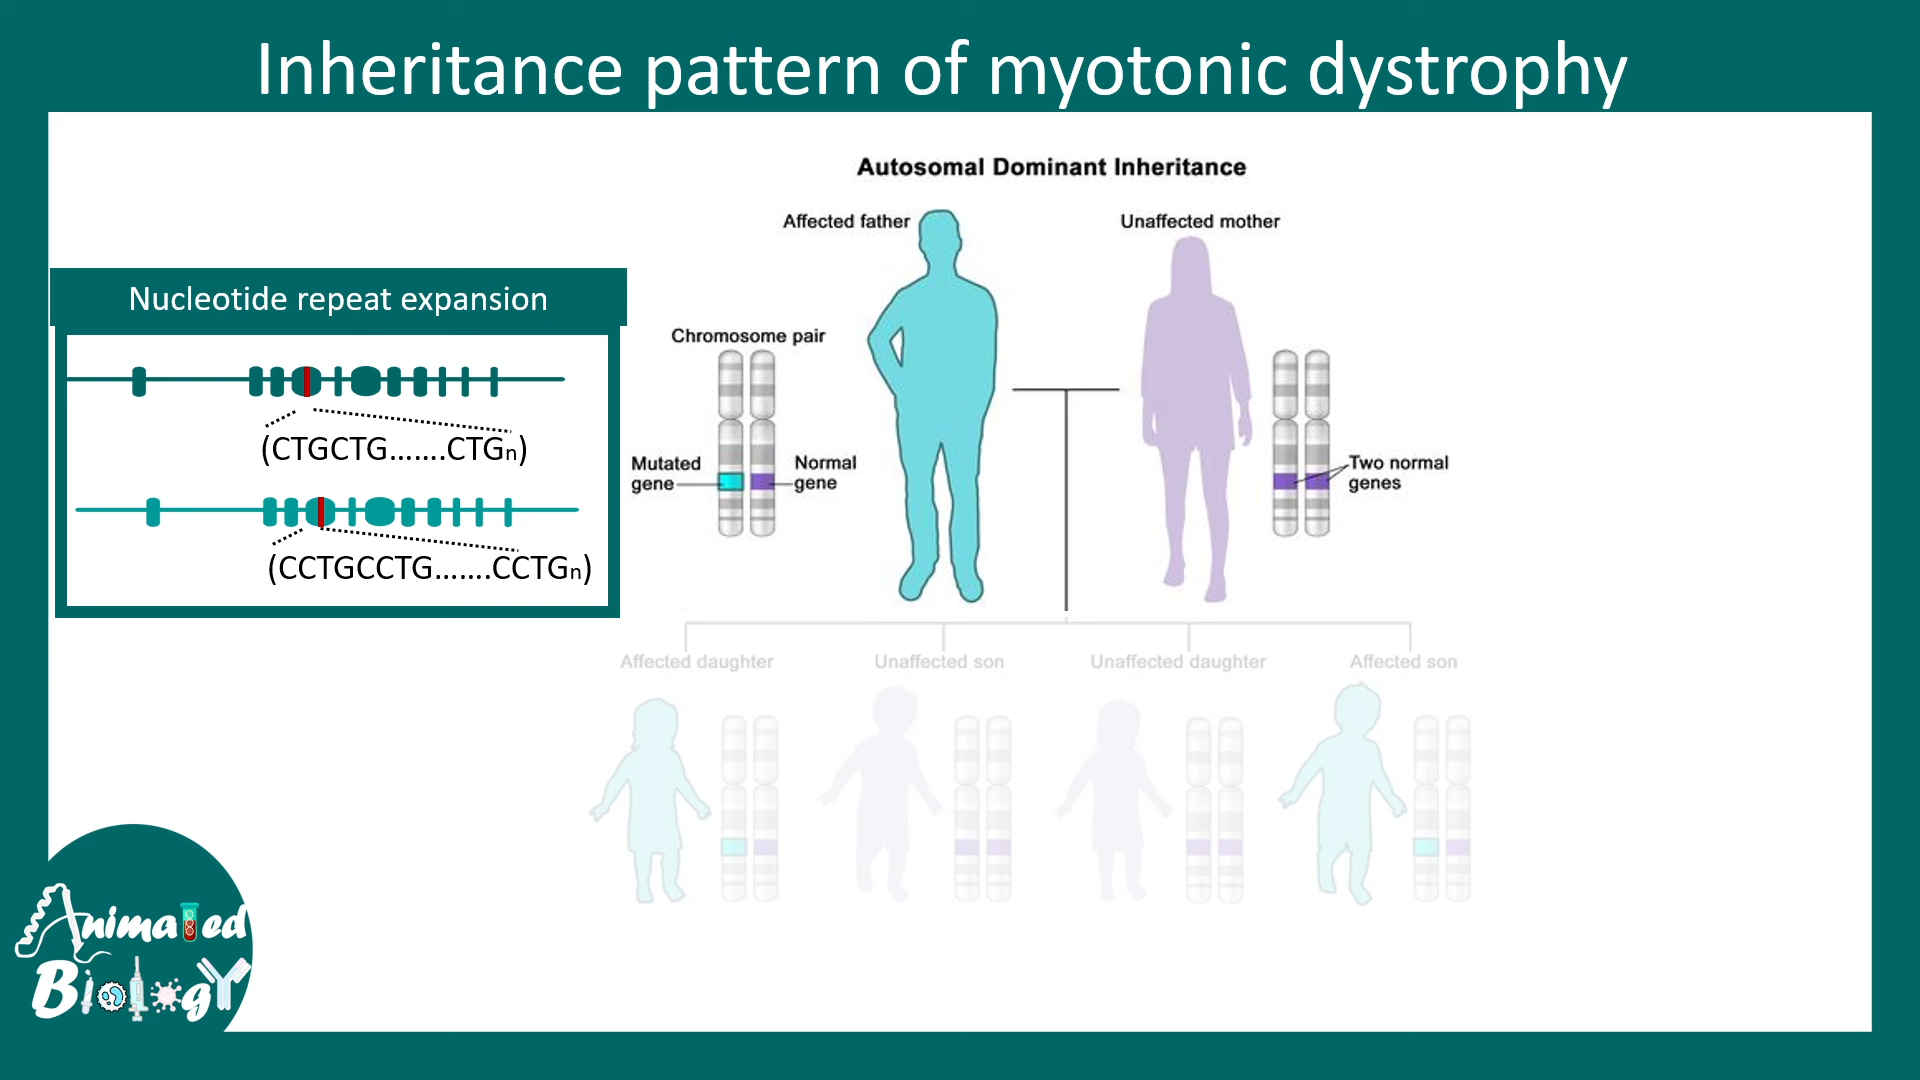 Inheritance pattern of myotonic dystrophy
Autosomal Dominant Inheritance
Affected father
Unaffected mother
Nucleotide repeat expansion
(CTGCTG.......CTGn)
(CCTGCCTG.......CCTGn)
Chromosome pair
Mutated
gene
Normal
gene
Two normal
genes
Affected daughter
Unaffected son
Unaffected daughter
Affected son
Animated
Biology